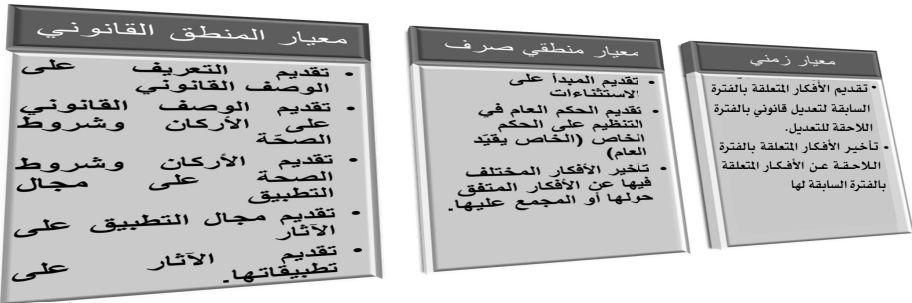 معيار زمني
• تقديم الأفكار المتعلقة بالفترة
السابقة لتعديل قانوني بالفترة
اللاحقة للتعديل.
• تأخير الأفكار المتعلقة بالفترة
اللاحقة عن الأفكار المتعلقة
بالفترة السابقة لها
معيار منطقي صرف
• تقديم المبدأ على
الاستثناءات
• تقديم الحكم العام في
التنظيم على الحكم
الخاص (الخاص يقيّد
العام)
• تأخير الأفكار المختلف
فيها عن الأفكار المتفق
حولها أو المجمع عليها.
معيار المنطق القانوني
• تقديم التعريف على
الوصف القانوني
• تقديم الوصف القانوني
على الأركان وشروط
الصحّة
• تقديم الأركان وشروط
الصحة على مجال
التطبيق
• تقديم مجال التطبيق على
الآثار
• تقديم الآثار على
تطبيقاتها.